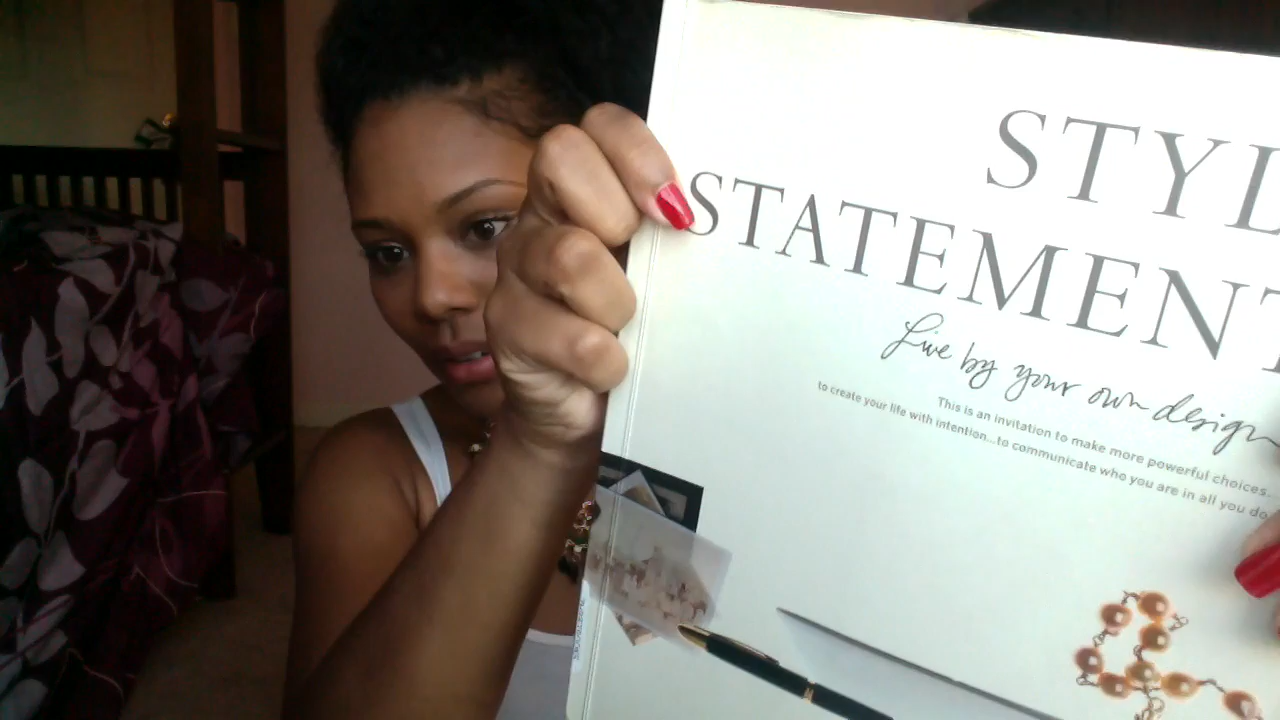 STYL
STATEMENT
Live by your own design
This is an invitation to make more powerful choices.
to create your life with intention...to communicate who you are in all you do